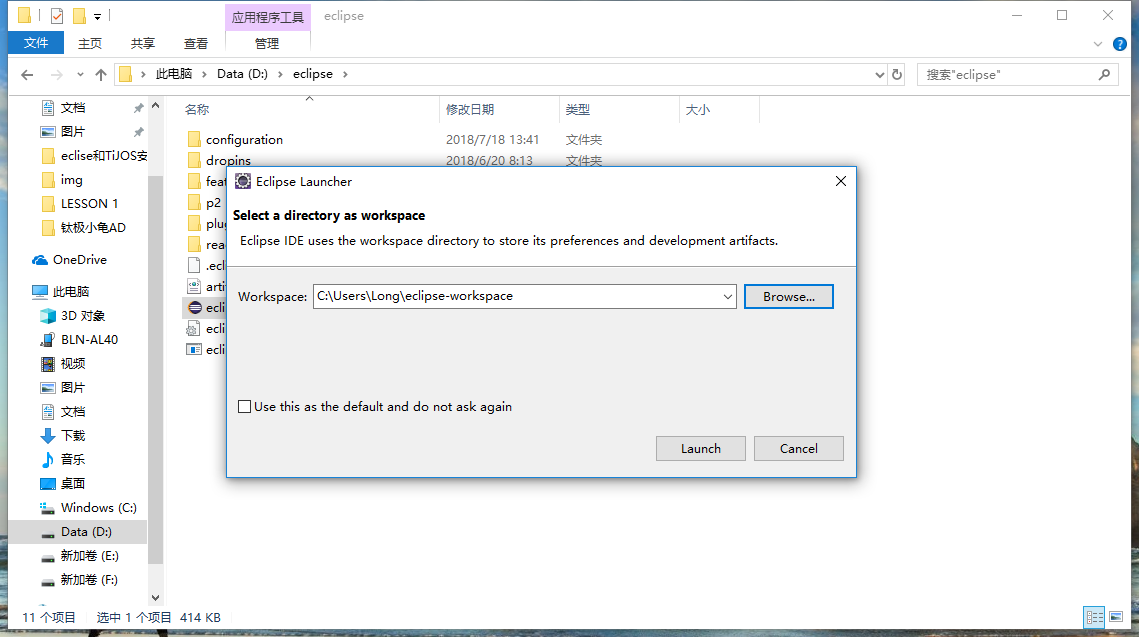 应用程序工具 eclipse
文件 主页 共享 查看 管理
此电脑 Data (D:) eclipse 搜索"eclipse"
名称 修改日期 类型 大小
文档
图片
eclise和TiJOS安
img
LESSON 1
钛极小龟AD
OneDrive
此电脑
3D 对象
BLN-AL40
视频
图片
文档
下载
音乐
桌面
Windows (C:)
Data (D:)
新加卷 (E:)
新加卷 (F:)
configuration 2018/7/18 13:41 文件夹
dropins 2018/6/20 8:13 文件夹
feat
p2
plug
rea
.ecl
arti
ecli
ecli
ecli
Eclipse Launcher
Select a directory as workspace
Eclipse IDE uses the workspace directory to store its preferences and development artifacts.
Workspace: C:\Users\Long\eclipse-workspace Browse...
Use this as the default and do not ask again
Launch Cancel
11 个项目 选中 1 个项目 414 KB